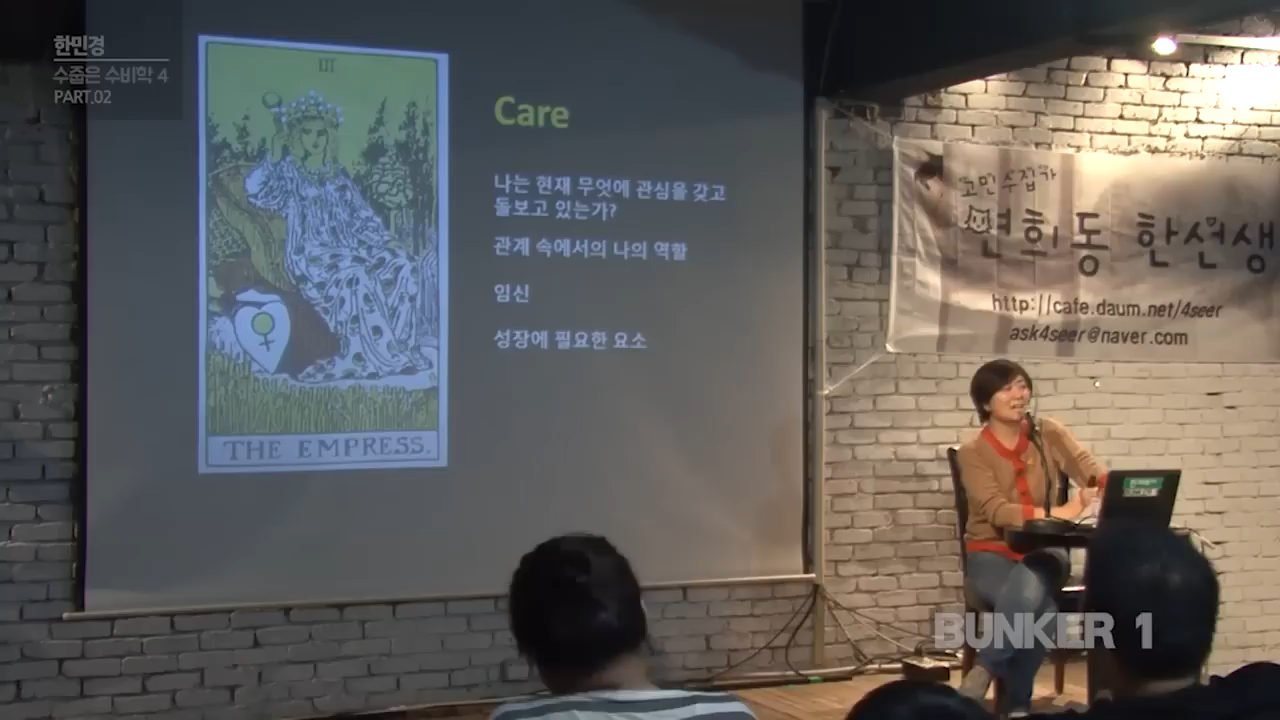 한민경
수줍은 수비학 4
PART.02
III
THE EMPRESS.
Care
나는 현재 무엇에 관심을 갖고
돌보고 있는가?
관계 속에서의 나의 역할
임신
성장에 필요한 요소
고민 수집가
연희동 한선생
http://cafe.daum.net/4seer
ask4seer@naver.com
BUNKER 1